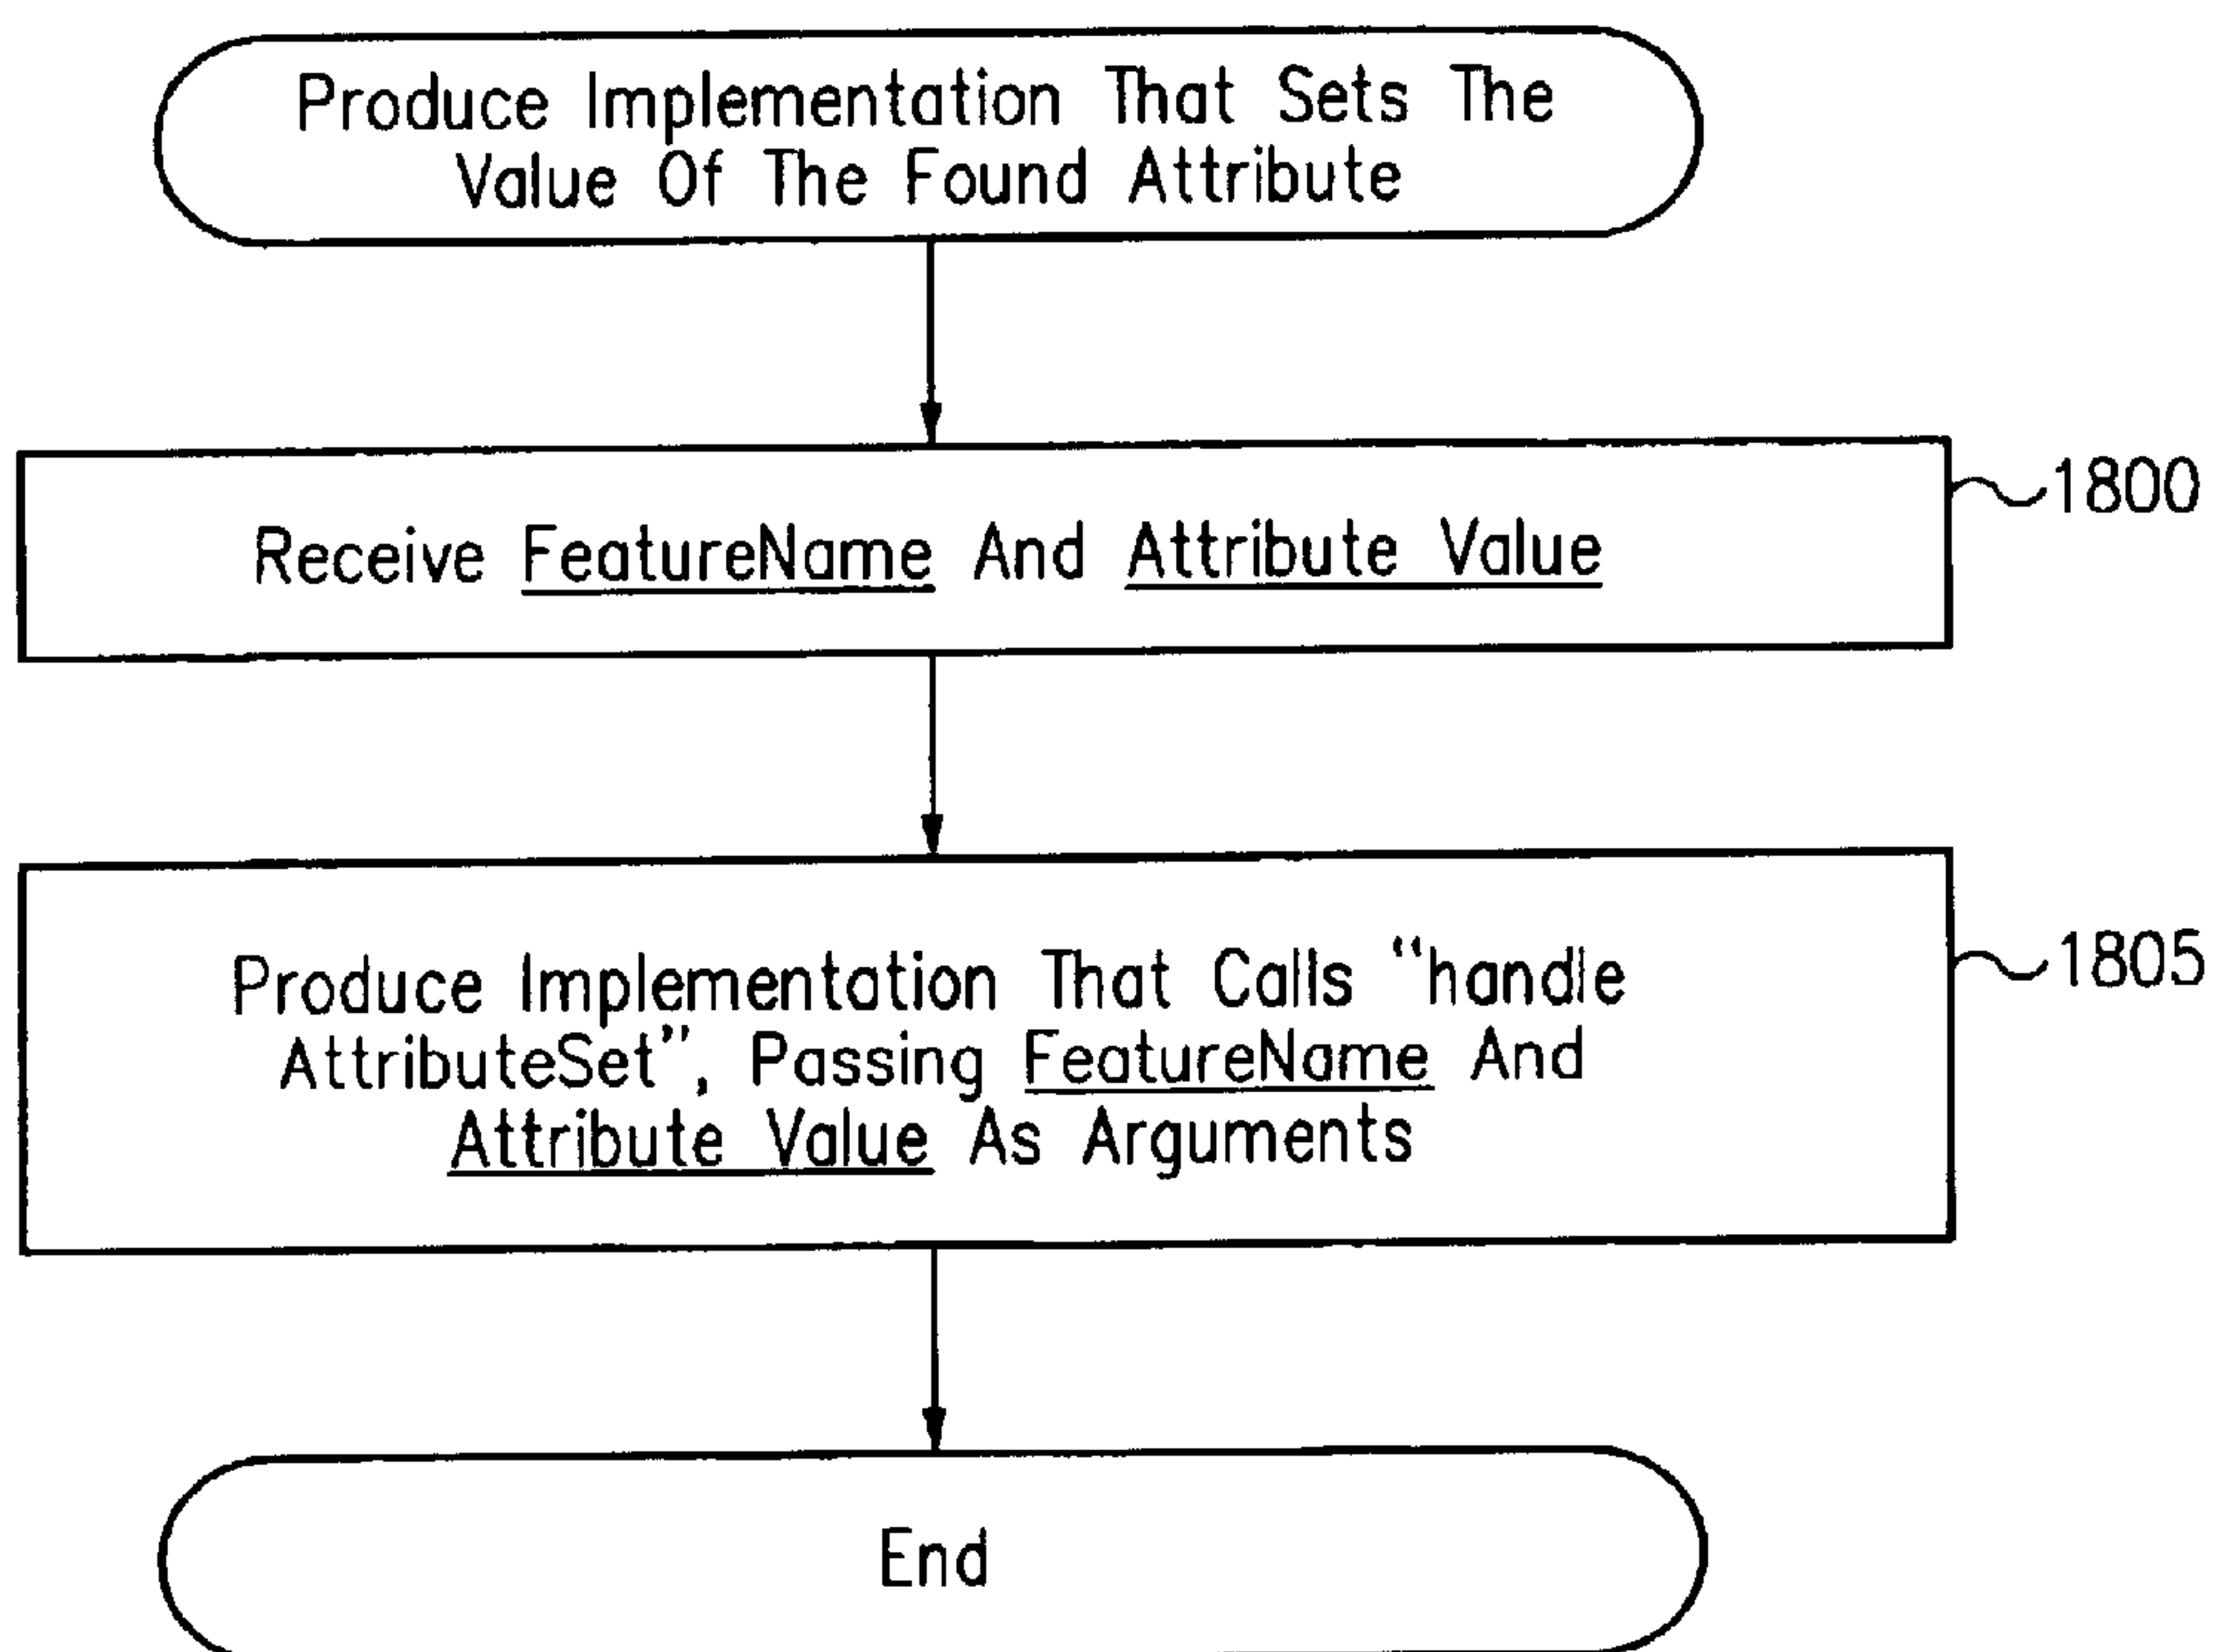 Produce Implementation That Sets The
Value Of The Found Attribute
1800
Receive FeatureName And Attribute Value
1805
Produce Implementation That Calls “handle
AttributeSet”, Passing FeatureName And
Attribute Value As Arguments
End